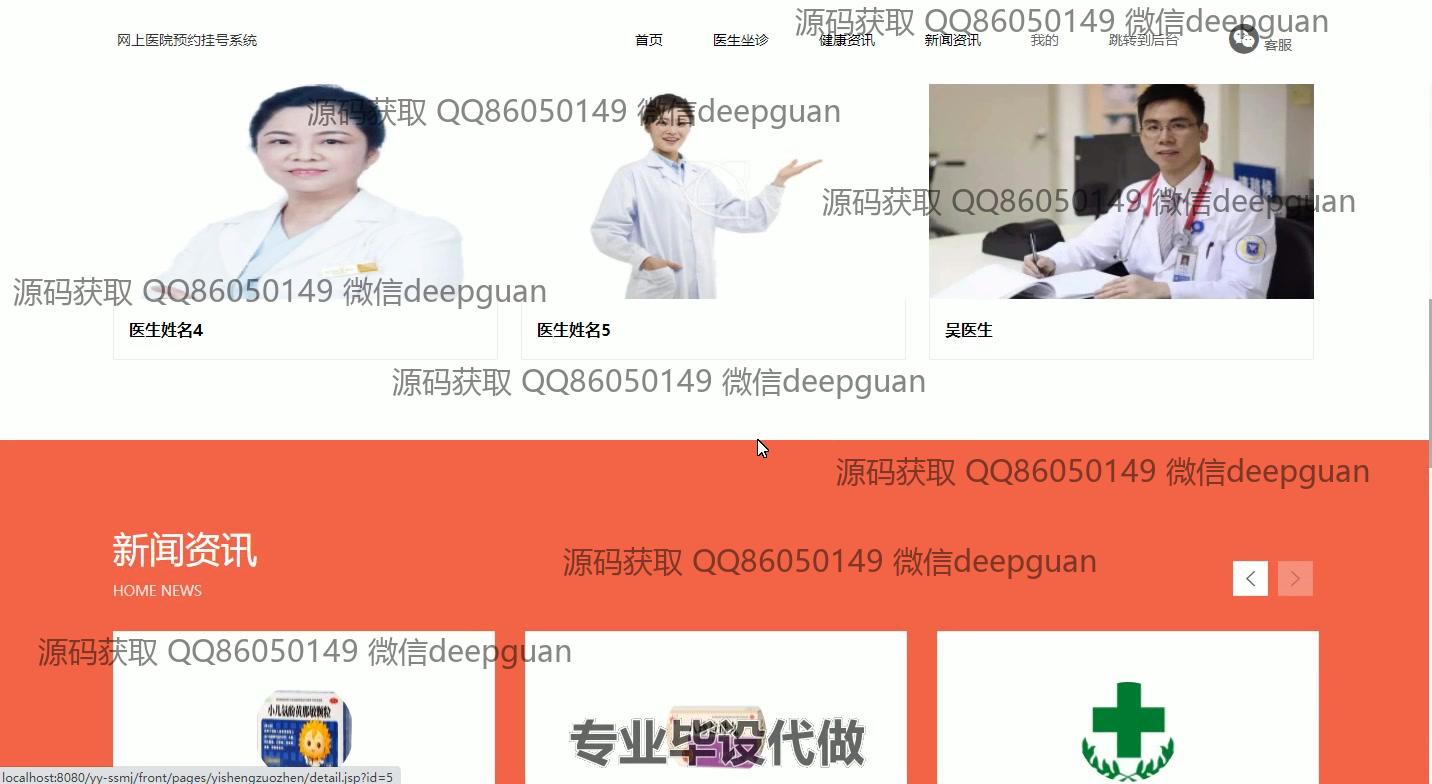 源码获取 QQ86050149 微信deepguan
网上医院预约挂号系统
首页
医生坐诊
健康资讯
新闻资讯
我的
跳转到后台
客服
源码获取 QQ86050149 微信deepguan
源码获取 QQ86050149 微信deepguan
源码获取 QQ86050149 微信deepguan
医生姓名4
医生姓名5
吴医生
源码获取 QQ86050149 微信deepguan
源码获取 QQ86050149 微信deepguan
新闻资讯
源码获取 QQ86050149 微信deepguan
HOME NEWS
源码获取 QQ86050149 微信deepguan
小儿氨酚黄那敏颗粒
专业毕设代做
localhost:8080/yy-ssmj/front/pages/yishengzuozhen/detail.jsp?id=5